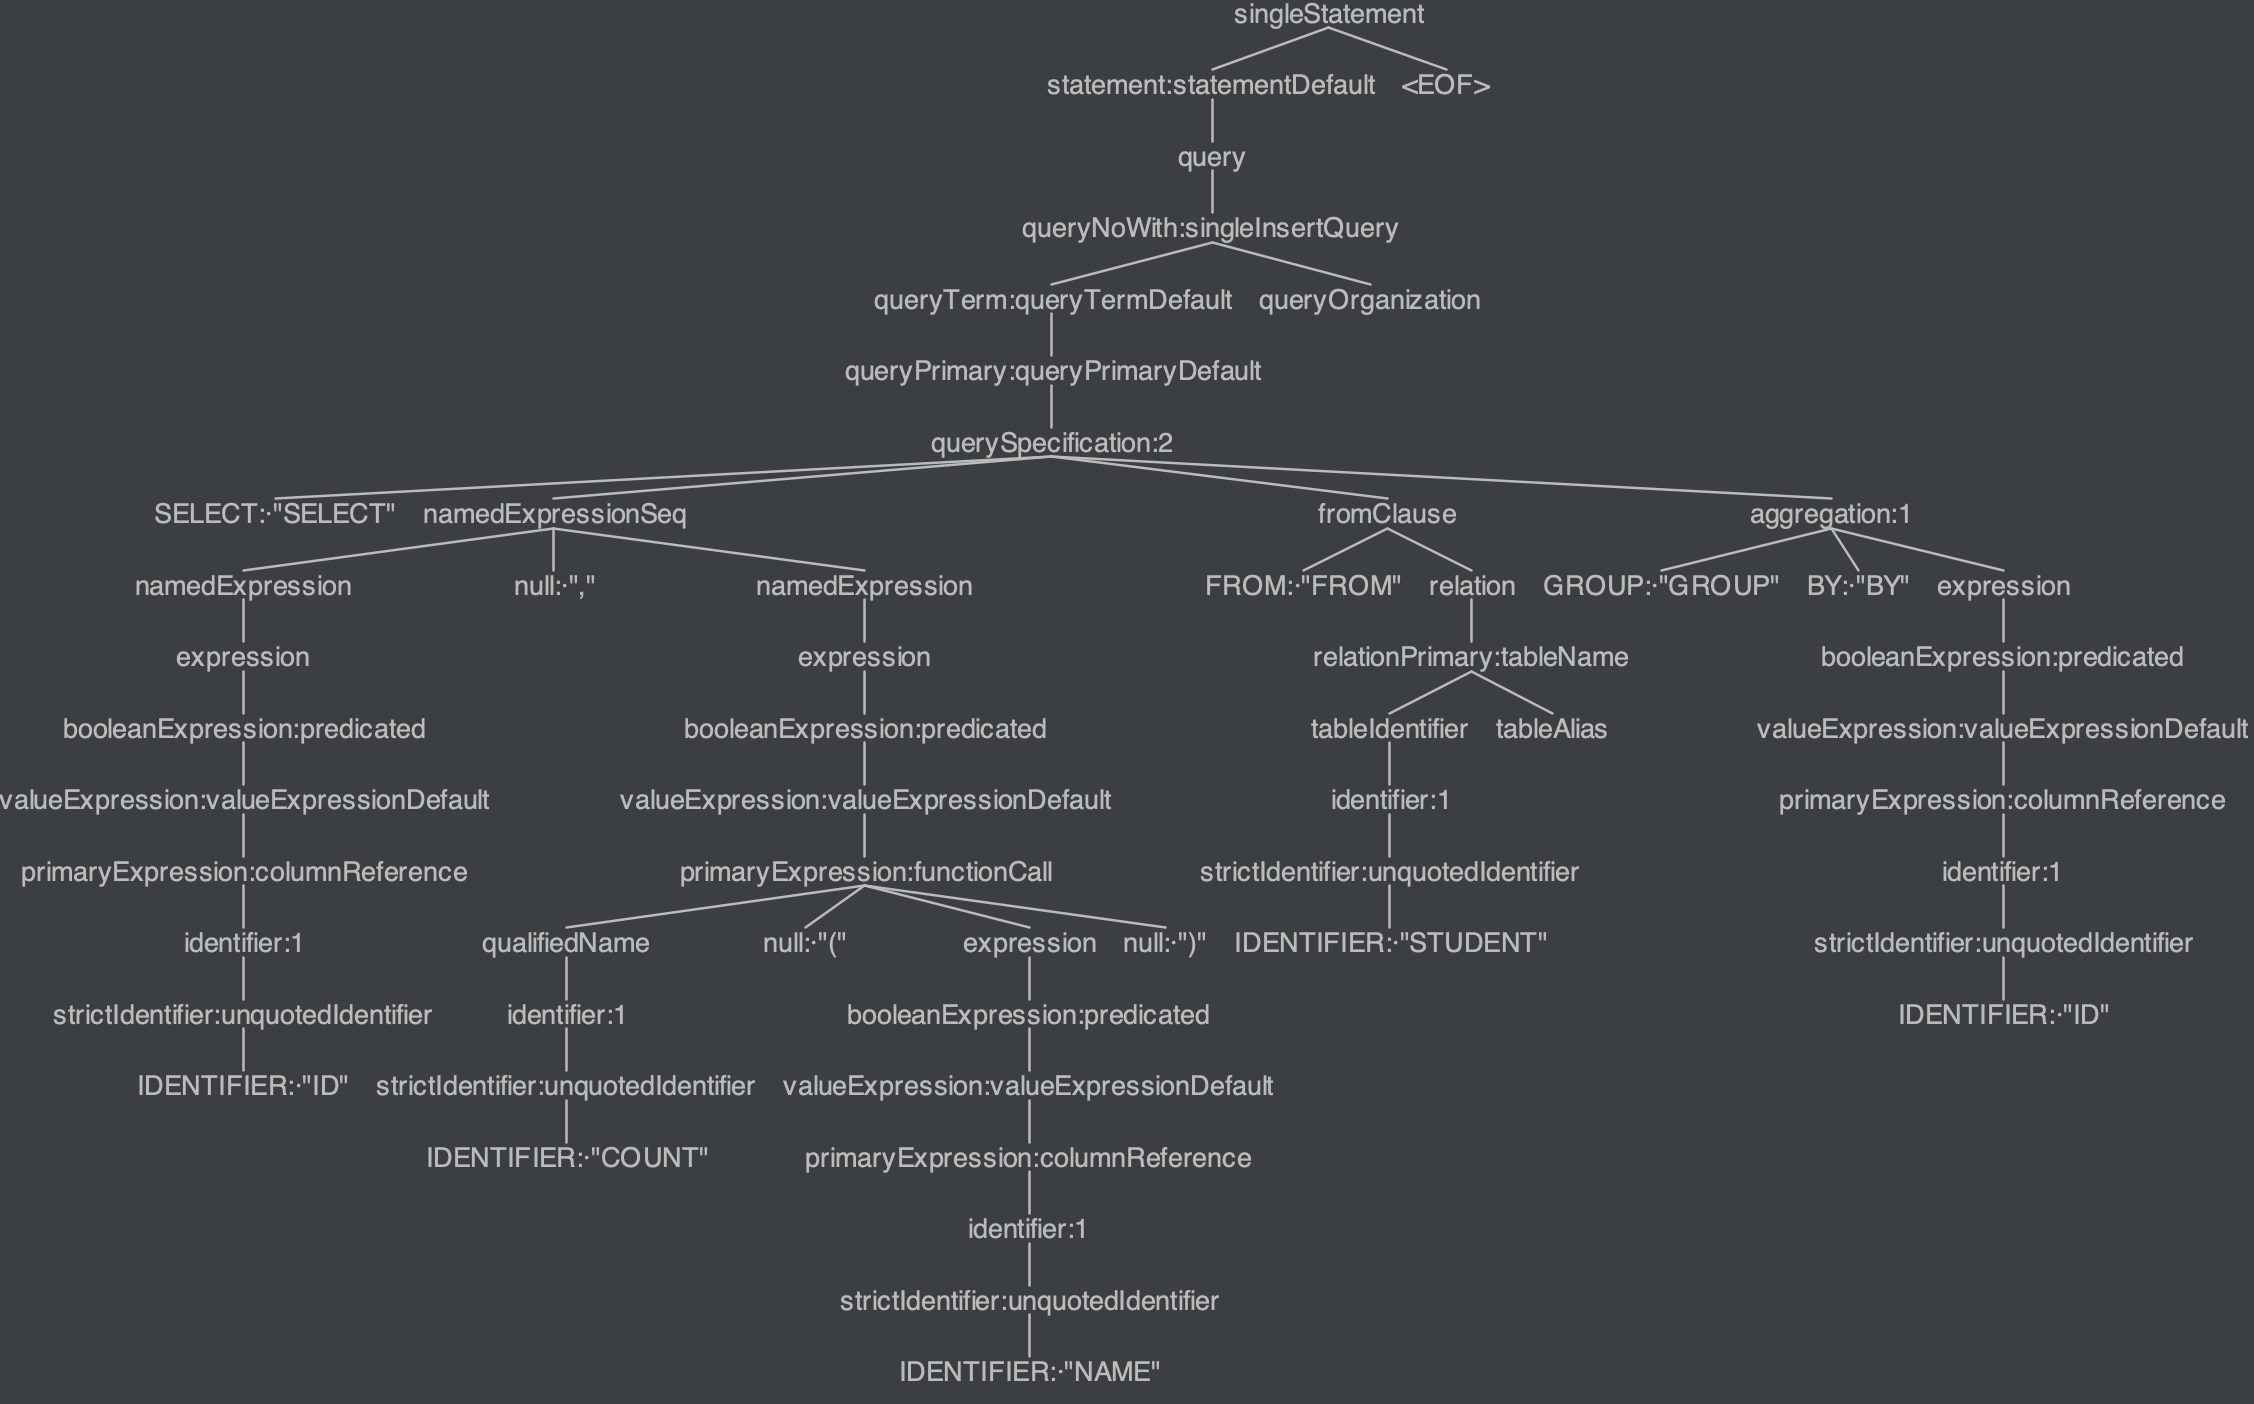 singleStatement
statement:statementDefault <EOF>
query
queryNoWith:singleInsertQuery
queryTerm:queryTermDefault queryOrganization
queryPrimary:queryPrimaryDefault
querySpecification:2
SELECT:·"SELECT" namedExpressionSeq fromClause aggregation:1
namedExpression null:·"," namedExpression FROM:·"FROM" relation GROUP:·"GROUP" BY:·"BY" expression
expression expression relationPrimary:tableName booleanExpression:predicated
booleanExpression:predicated booleanExpression:predicated tableIdentifier tableAlias valueExpression:valueExpressionDefault
valueExpression:valueExpressionDefault valueExpression:valueExpressionDefault identifier:1 primaryExpression:columnReference
primaryExpression:columnReference primaryExpression:functionCall strictIdentifier:unquotedIdentifier identifier:1
identifier:1 qualifiedName null:·"(" expression null:·")" IDENTIFIER:·"STUDENT" strictIdentifier:unquotedIdentifier
strictIdentifier:unquotedIdentifier identifier:1 booleanExpression:predicated IDENTIFIER:·"ID"
IDENTIFIER:·"ID" strictIdentifier:unquotedIdentifier valueExpression:valueExpressionDefault
IDENTIFIER:·"COUNT" primaryExpression:columnReference
identifier:1
strictIdentifier:unquotedIdentifier
IDENTIFIER:·"NAME"